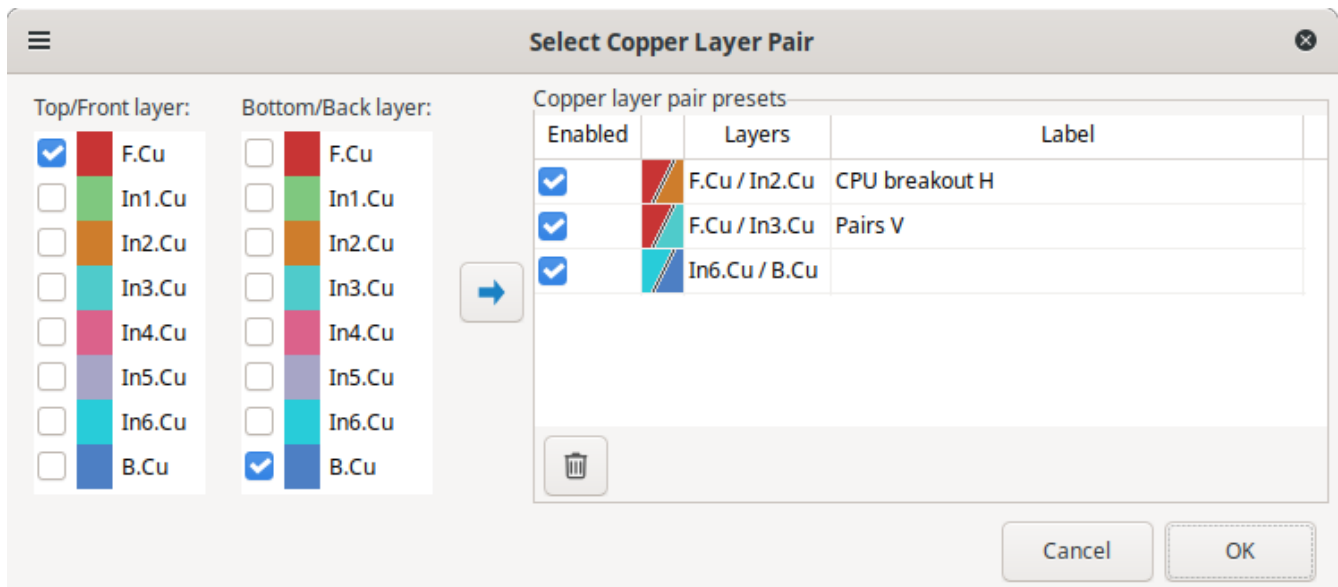 Select Copper Layer Pair
Top/Front layer:
F.Cu
In1.Cu
In2.Cu
In3.Cu
In4.Cu
In5.Cu
In6.Cu
B.Cu
Bottom/Back layer:
F.Cu
In1.Cu
In2.Cu
In3.Cu
In4.Cu
In5.Cu
In6.Cu
B.Cu
Copper layer pair presets
Enabled Layers Label
F.Cu / In2.Cu CPU breakout H
F.Cu / In3.Cu Pairs V
In6.Cu / B.Cu
Cancel OK